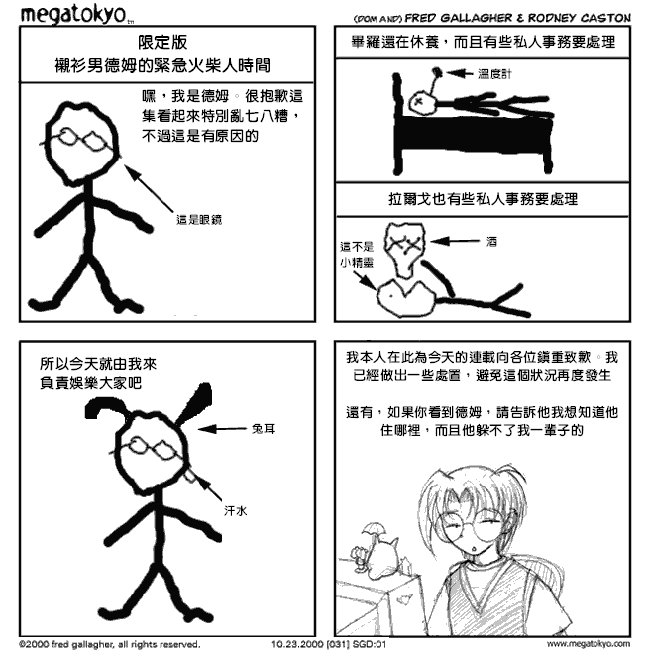 megatokyo™
(DOM AND) FRED GALLAGHER & RODNEY CASTON
限定版
襯衫男德姆的緊急火柴人時間
嘿，我是德姆。很抱歉這
集看起來特別亂七八糟，
不過這是有原因的
這是眼鏡
畢羅還在休養，而且有些私人事務要處理
溫度計
拉爾戈也有些私人事務要處理
這不是
小精靈
酒
所以今天就由我來
負責娛樂大家吧
兔耳
汗水
我本人在此為今天的連載向各位鎮重致歉。我
已經做出一些處置，避免這個狀況再度發生
還有，如果你看到德姆，請告訴他我想知道他
住哪裡，而且他躲不了我一輩子的
©2000 fred gallagher, all rights reserved.
10.23.2000 [031] SGD:01
www.megatokyo.com